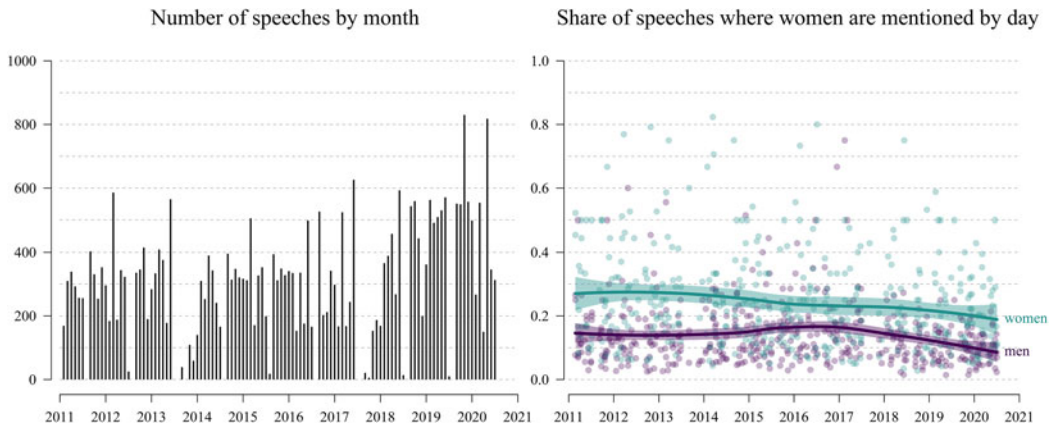 Number of speeches by month
1000
800
600
400
200
0
2011 2012 2013 2014 2015 2016 2017 2018 2019 2020 2021
Share of speeches where women are mentioned by day
1.0
0.8
0.6
0.4
0.2
0.0
women
men
2011 2012 2013 2014 2015 2016 2017 2018 2019 2020 2021